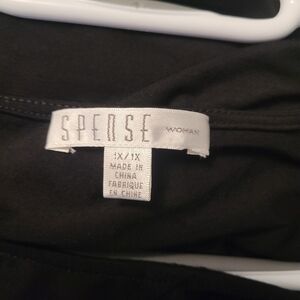 SPENSE WOMAN
1X/1X
MADE IN
CHINA
FABRIQUE
EN CHINE